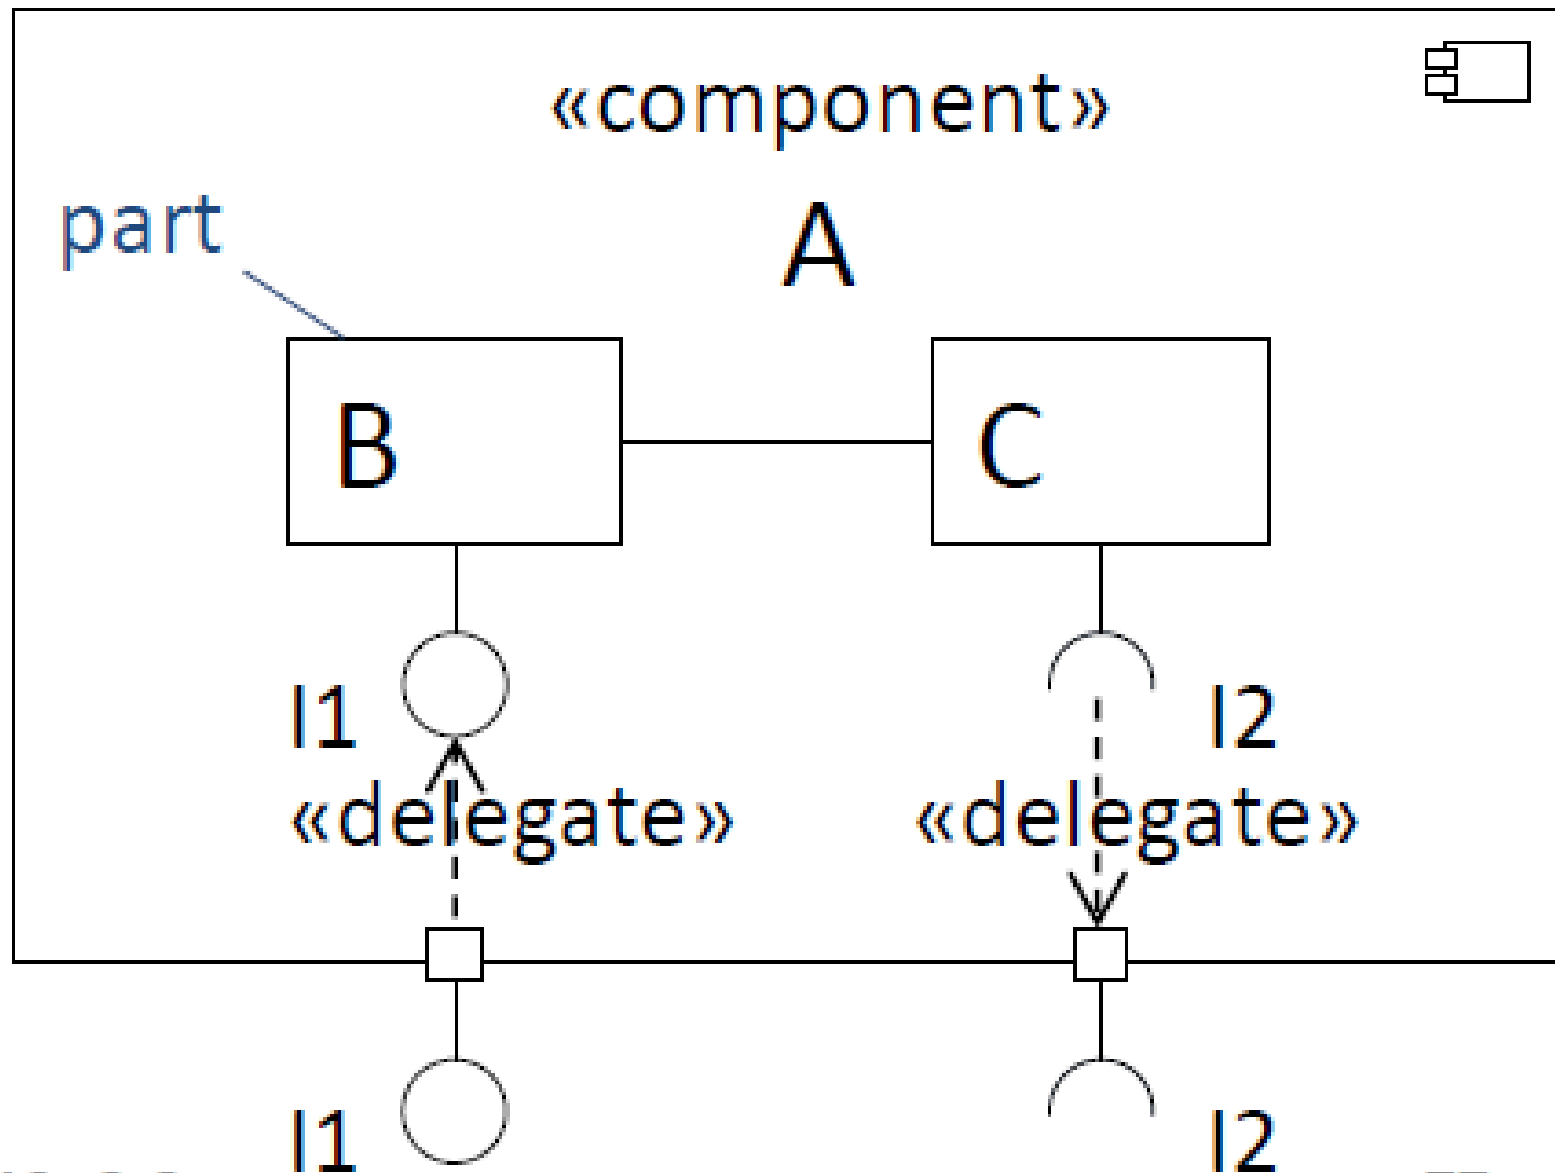 «component»
A
part
B
C
I1
I2
«delegate»
«delegate»
I1
I2